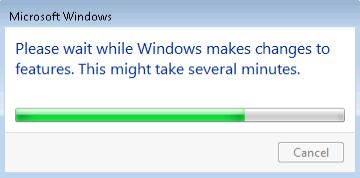 Microsoft Windows
Please wait while Windows makes changes to
features. This might take several minutes.
Cancel